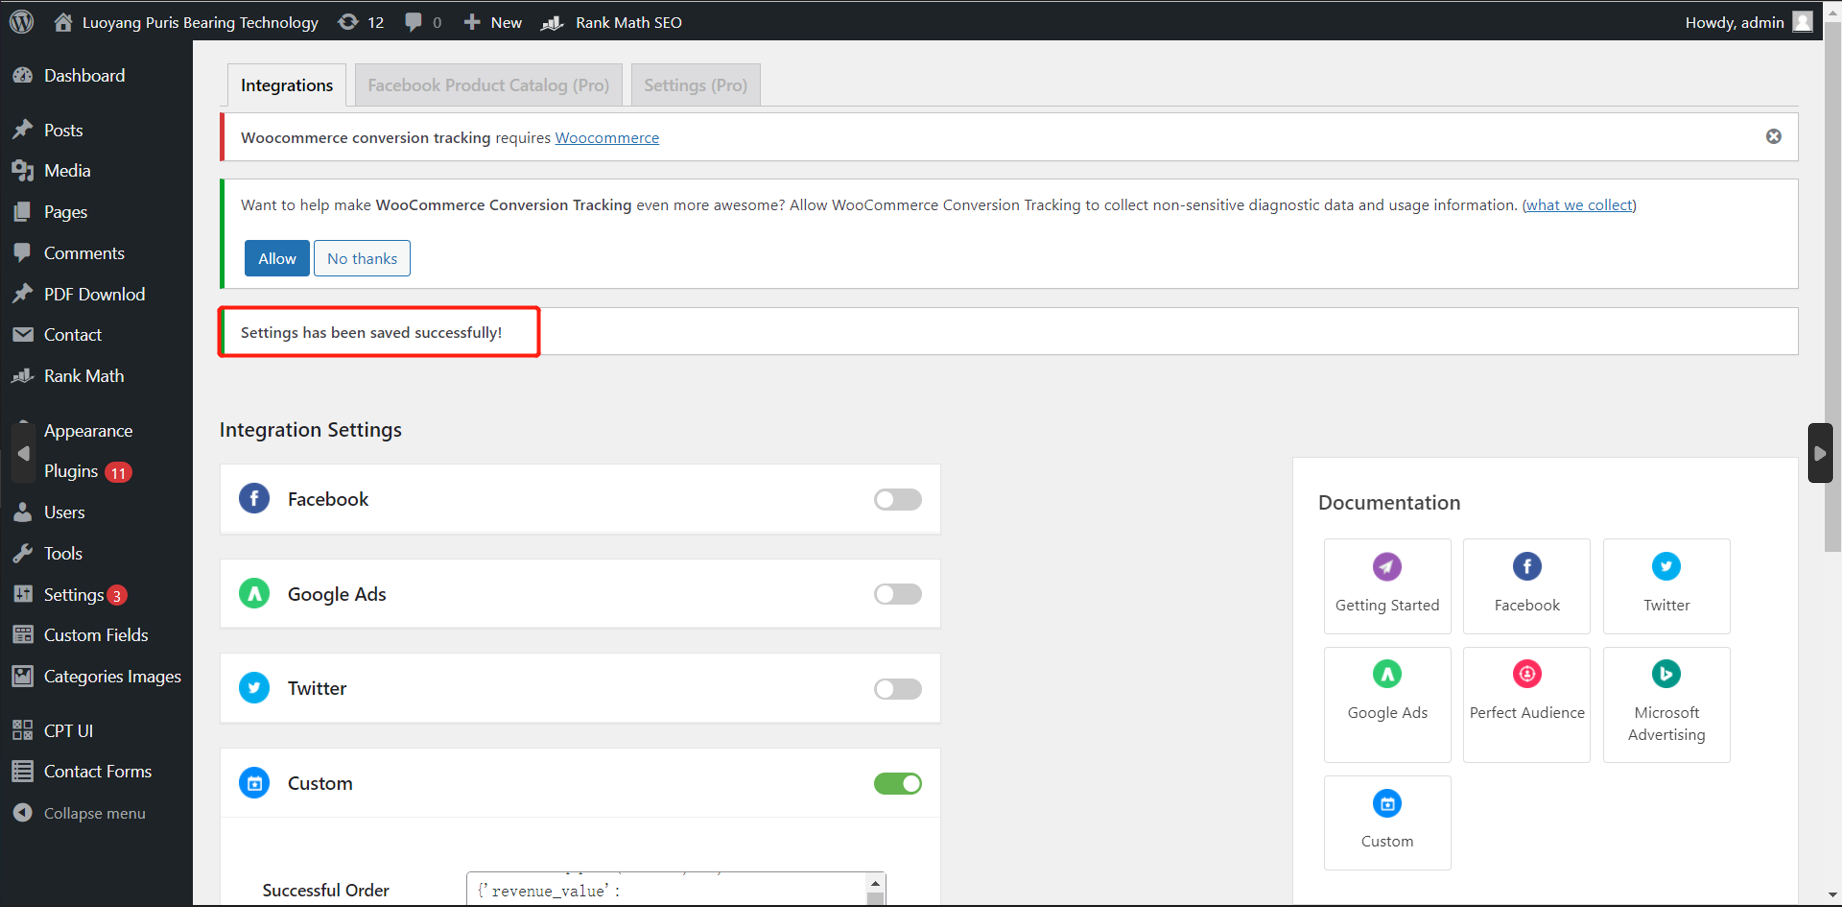 Luoyang Puris Bearing Technology 12 0 New Rank Math SEO Howdy, admin
Dashboard
Posts
Media
Pages
Comments
PDF Downlod
Contact
Rank Math
Appearance
Plugins 11
Users
Tools
Settings 3
Custom Fields
Categories Images
CPT UI
Contact Forms
Collapse menu
Integrations Facebook Product Catalog (Pro) Settings (Pro)
Woocommerce conversion tracking requires Woocommerce
Want to help make WooCommerce Conversion Tracking even more awesome? Allow WooCommerce Conversion Tracking to collect non-sensitive diagnostic data and usage information. (what we collect)
Allow No thanks
Settings has been saved successfully!
Integration Settings
Facebook
Google Ads
Twitter
Custom
Successful Order
{'revenue_value':
Documentation
Getting Started Facebook Twitter
Google Ads Perfect Audience Microsoft
Advertising
Custom